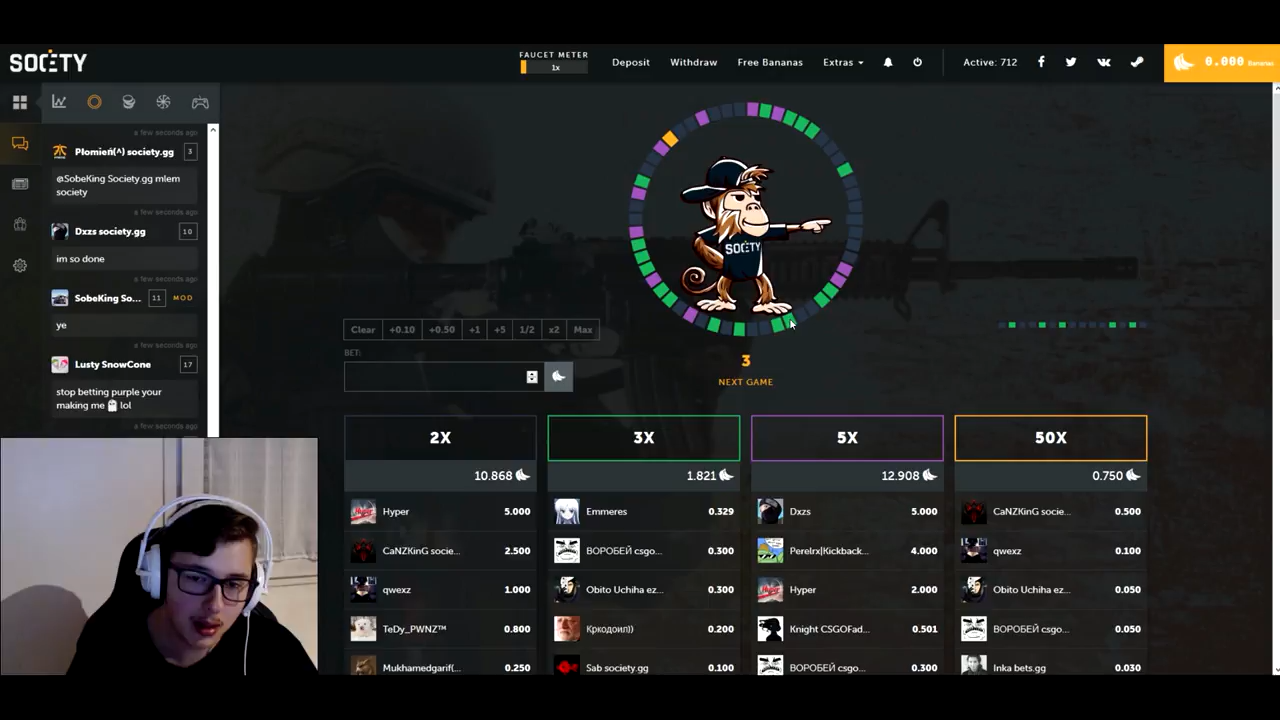 SOCIETY
FAUCET METER
1x
Deposit
Withdraw
Free Bananas
Extras
Active: 712
0.000 Bananas
a few seconds ago
Płomień(^) society.gg
3
@SobeKing Society.gg mlem
society
a few seconds ago
Dxzs society.gg
10
im so done
a few seconds ago
SobeKing So...
11
MOD
ye
a few seconds ago
Lusty SnowCone
17
stop betting purple your
making me lol
a few seconds ago
SOCIETY
Clear
+0.10
+0.50
+1
+5
1/2
x2
Max
BET:
3
NEXT GAME
2X
10.868
Hyper 5.000
CaNZKinG socie... 2.500
qwexz 1.000
TeDy_PWNZ™ 0.800
Mukhamedgarif(... 0.250
3X
1.821
Emmeres 0.329
ВОРОБЕЙ csgo... 0.300
Obito Uchiha ez... 0.300
Кркодоил)) 0.200
Sab society.gg 0.100
5X
12.908
Dxzs 5.000
Perelrx|Kickback... 4.000
Hyper 2.000
Knight CSGOFad... 0.501
ВОРОБЕЙ csgo... 0.300
50X
0.750
CaNZKinG socie... 0.500
qwexz 0.100
Obito Uchiha ez... 0.050
ВОРОБЕЙ csgo... 0.050
Inka bets.gg 0.030